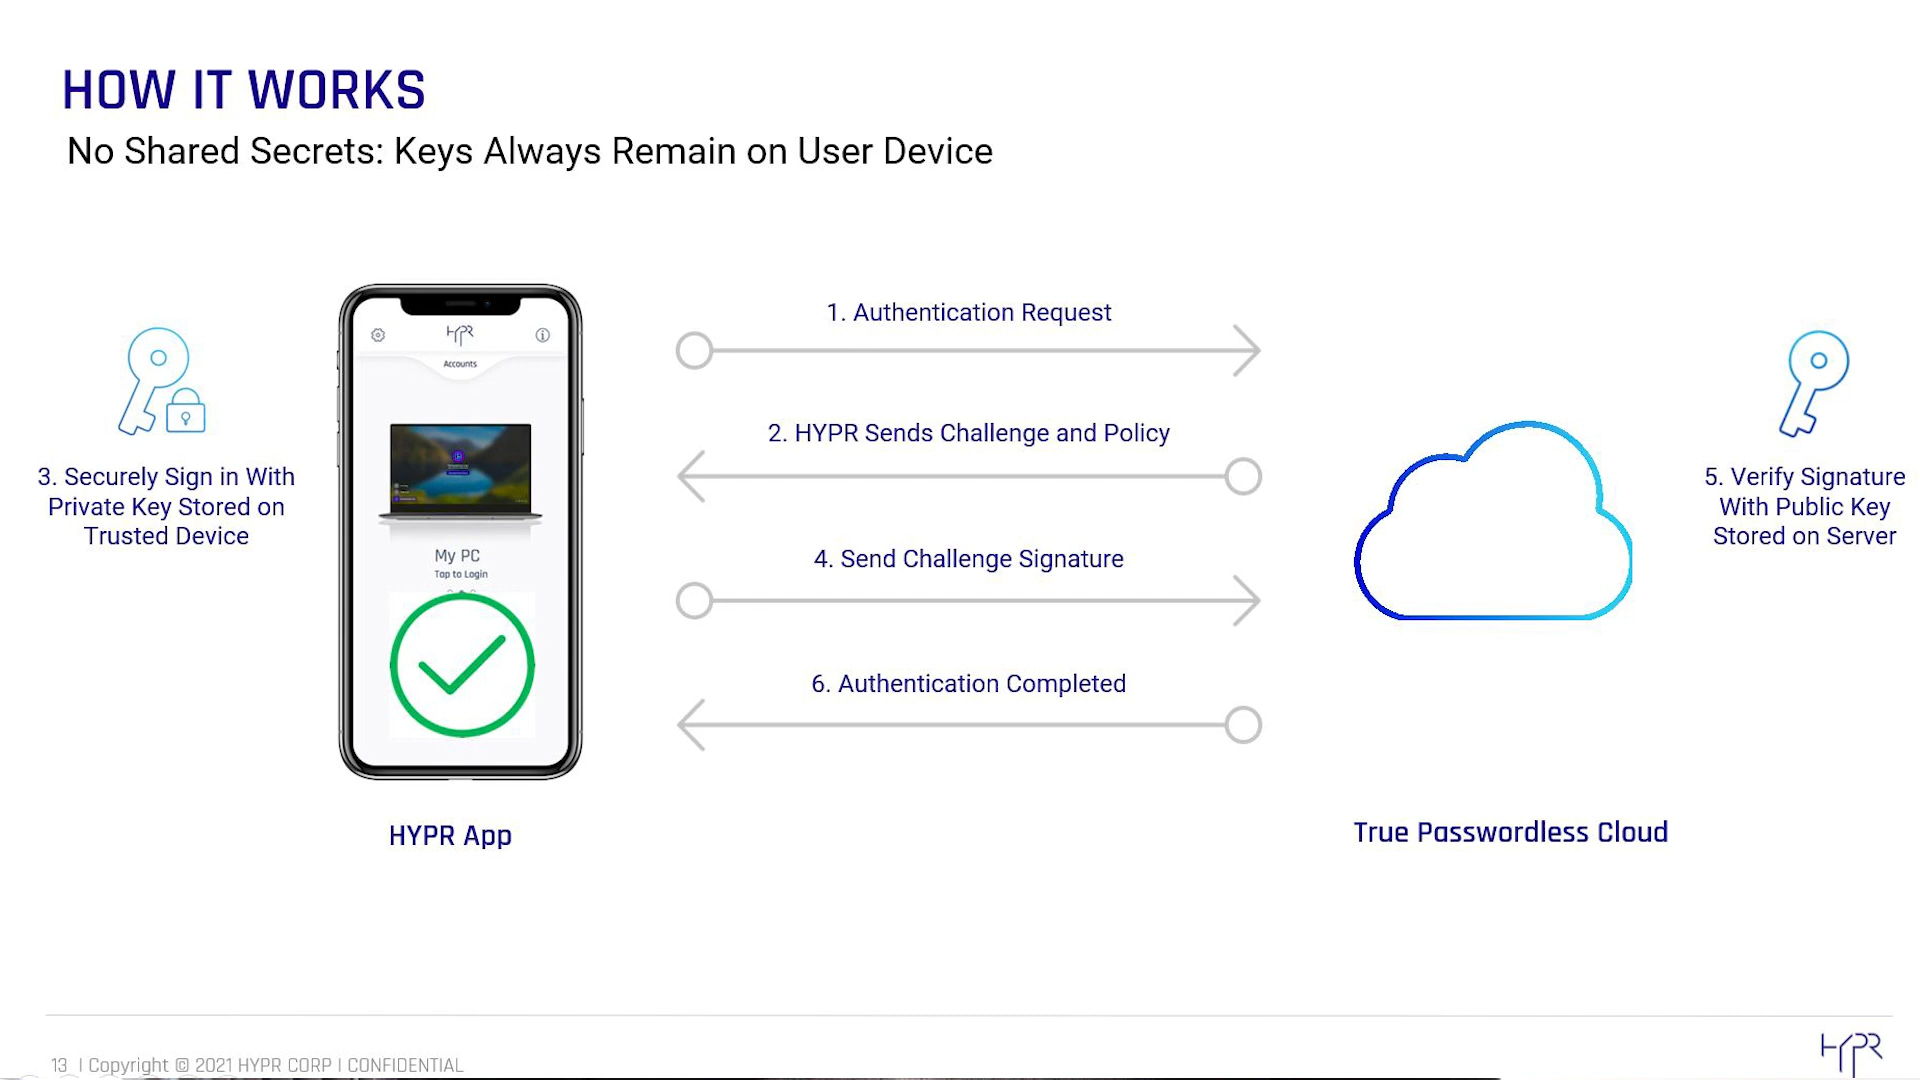 HOW IT WORKS
No Shared Secrets: Keys Always Remain on User Device
3. Securely Sign in With
Private Key Stored on
Trusted Device
HYPR
Accounts
My PC
Tap to Login
HYPR App
1. Authentication Request
2. HYPR Sends Challenge and Policy
4. Send Challenge Signature
6. Authentication Completed
True Passwordless Cloud
5. Verify Signature
With Public Key
Stored on Server
13 | Copyright © 2021 HYPR CORP | CONFIDENTIAL
HYPR